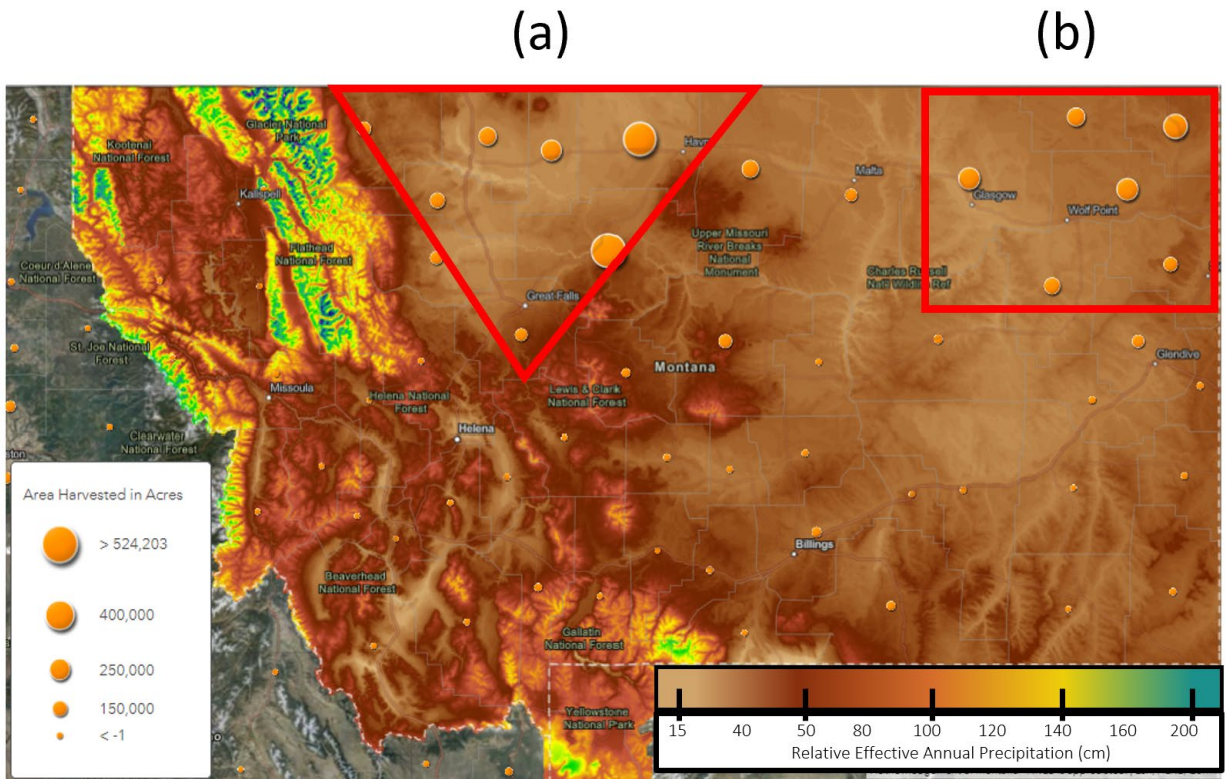 (a)
(b)
Glacier National
Park
Kootenai
National Forest
Havr
Kalispell
Malta
Glasgow
Wolf Point
Flathead
National Forest
Upper Missouri
River Breaks
National
Monument
Coeur d'Alene
National Forest
Charles Russell
Natl Wildlife Ref
Great Falls
St. Joe National
Forest
Montana
Glendive
Missoula
Helena National
Forest
Lewis & Clark
National Forest
Clearwater
National Forest
Helena
ston
Area Harvested in Acres
> 524,203
400,000
250,000
150,000
< -1
Billings
Beaverhead
National Forest
Gallatin
National Forest
Yellowstone
National Park
15 40 50 80 100 120 140 160 200
Relative Effective Annual Precipitation (cm)